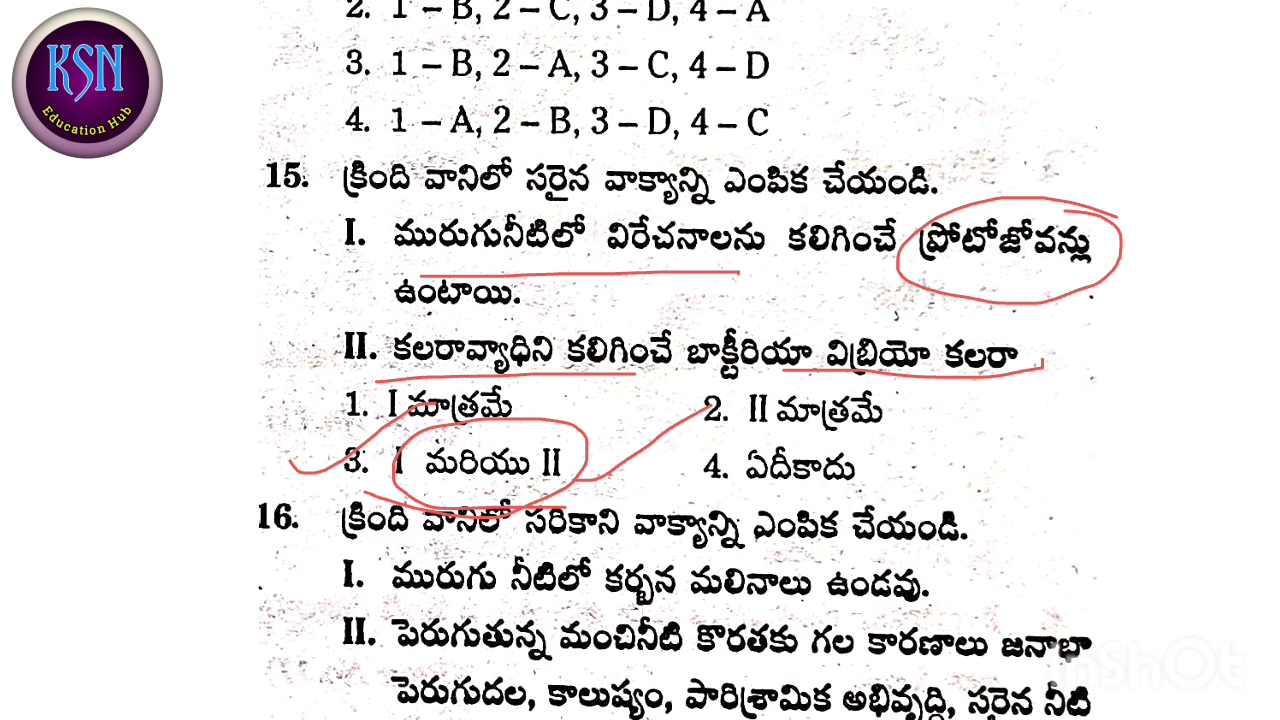 2. 1 – B, 2 – C, 3 – D, 4 – A
KSN
Education Hub
3. 1 – B, 2 – A, 3 – C, 4 – D
4. 1 – A, 2 – B, 3 – D, 4 – C
15. క్రింది వానిలో సరైన వాక్యాన్ని ఎంపిక చేయండి.
I. మురుగునీటిలో విరేచనాలను కలిగించే ప్రోటోజోవన్లు
ఉంటాయి.
II. కలరావ్యాధిని కలిగించే బాక్టీరియా విబ్రియో కలరా
1. I మాత్రమే 2. II మాత్రమే
3. I మరియు II 4. ఏదీకాదు
16. క్రింది వానిలో సరికాని వాక్యాన్ని ఎంపిక చేయండి.
I. మురుగు నీటిలో కర్బన మలినాలు ఉండవు.
II. పెరుగుతున్న మంచినీటి కొరతకు గల కారణాలు జనాభా
పెరుగుదల, కాలుష్యం, పారిశ్రామిక అభివృద్ధి, సరైన నీటి